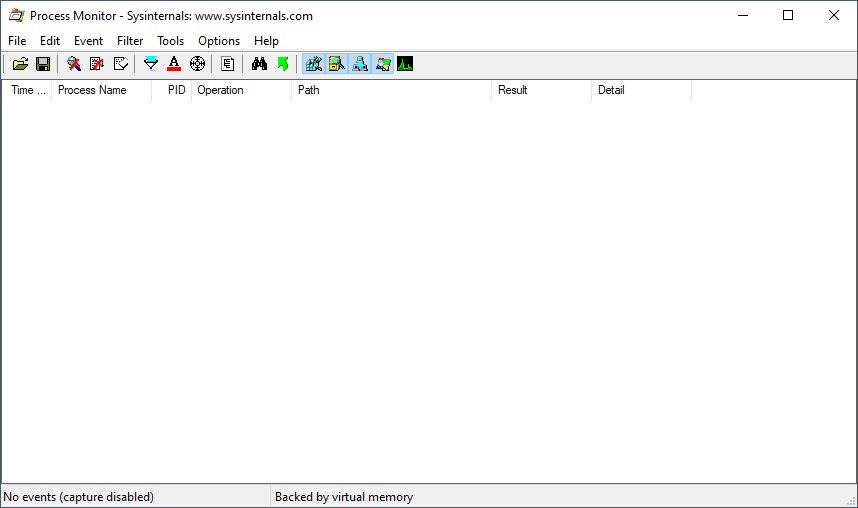 Process Monitor - Sysinternals: www.sysinternals.com
File Edit Event Filter Tools Options Help
Time ... Process Name PID Operation Path Result Detail
No events (capture disabled) Backed by virtual memory